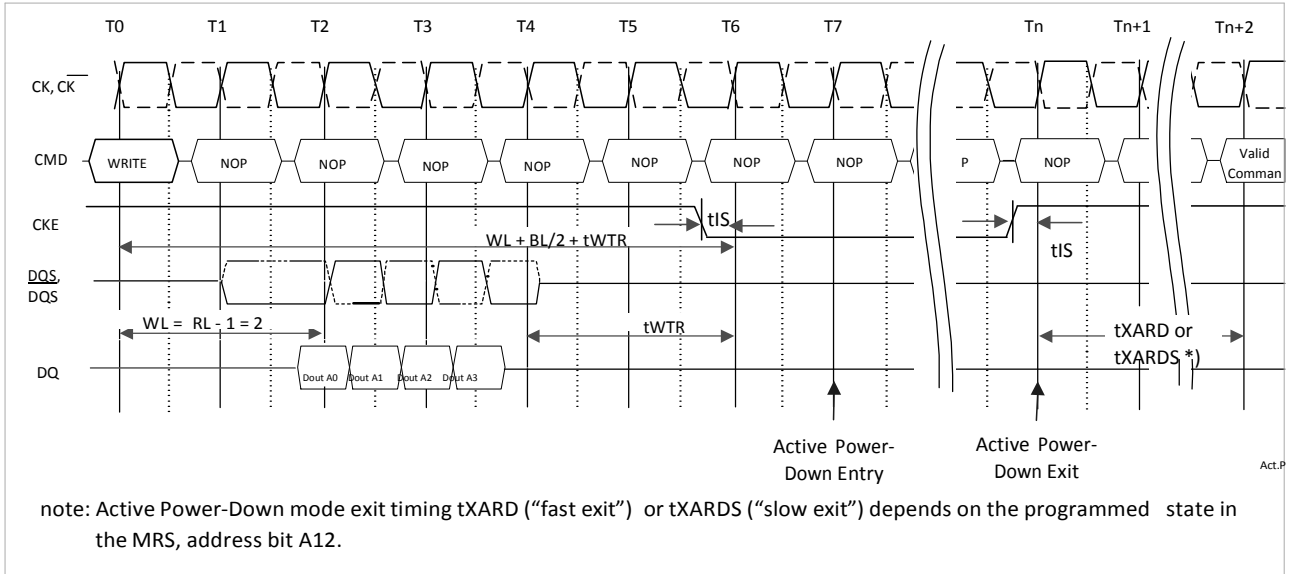 T0 T1 T2 T3 T4 T5 T6 T7 Tn Tn+1 Tn+2
CK, CK
CMD WRITE NOP NOP NOP NOP NOP NOP NOP P NOP Valid
Comman
CKE tIS tIS
WL + BL/2 + tWTR
DQS,
DQS
WL = RL - 1 = 2 tWTR tXARD or
tXARDS *)
DQ Dout A0 Dout A1 Dout A2 Dout A3
Active Power-
Down Entry
Active Power-
Down Exit
Act.P
note: Active Power-Down mode exit timing tXARD (“fast exit”) or tXARDS (“slow exit”) depends on the programmed state in
the MRS, address bit A12.